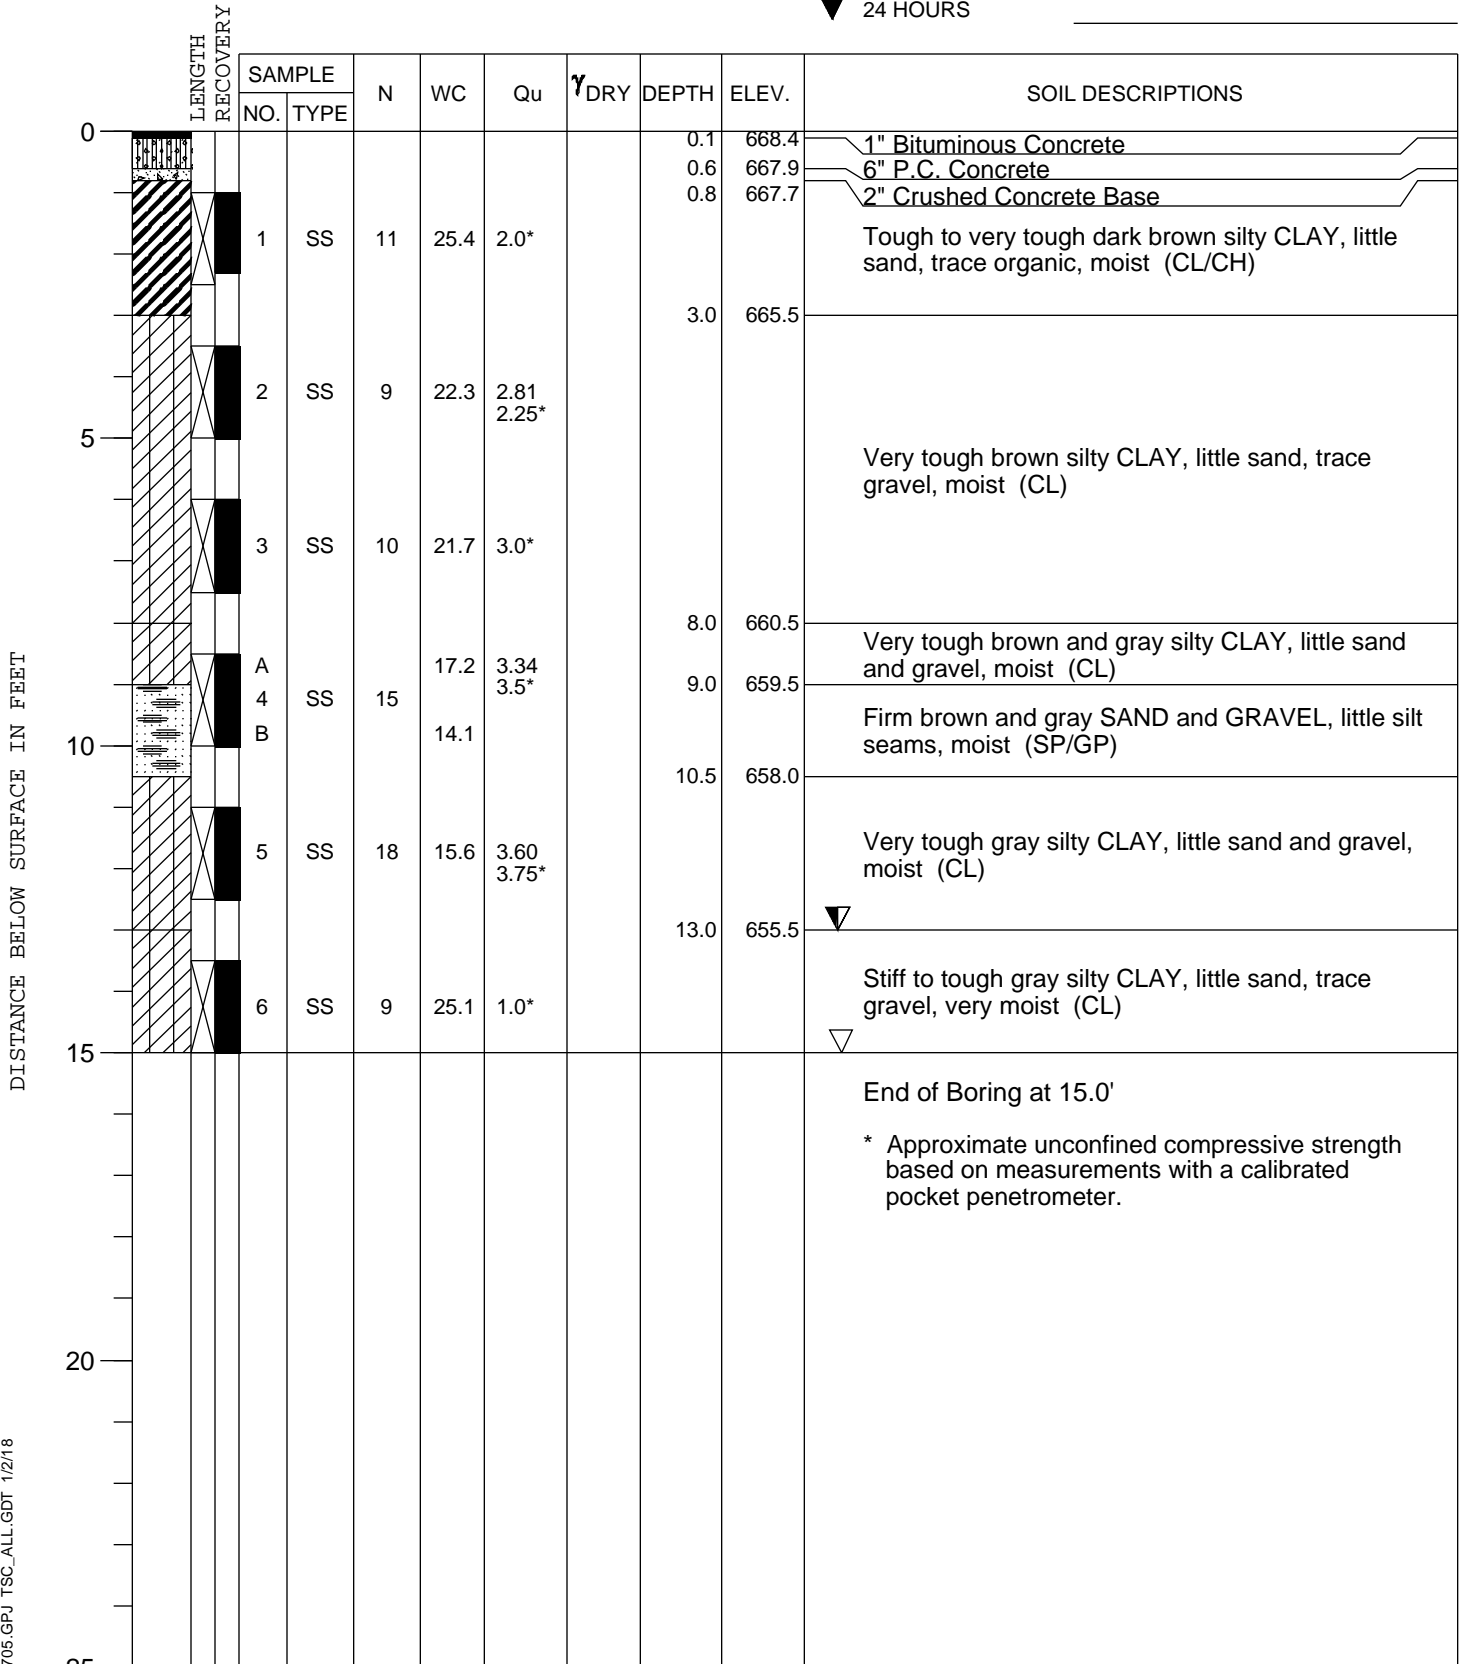 24 HOURS
LENGTH
RECOVERY
SAMPLE
NO. TYPE N WC Qu γDRY DEPTH ELEV. SOIL DESCRIPTIONS
0
0.1 668.4 1" Bituminous Concrete
0.6 667.9 6" P.C. Concrete
0.8 667.7 2" Crushed Concrete Base
1 SS 11 25.4 2.0* Tough to very tough dark brown silty CLAY, little
sand, trace organic, moist (CL/CH)
3.0 665.5
2 SS 9 22.3 2.81
2.25*
5
Very tough brown silty CLAY, little sand, trace
gravel, moist (CL)
3 SS 10 21.7 3.0*
8.0 660.5
Very tough brown and gray silty CLAY, little sand
A 17.2 3.34 and gravel, moist (CL)
3.5* 9.0 659.5
4 SS 15
Firm brown and gray SAND and GRAVEL, little silt
B 14.1 seams, moist (SP/GP)
10
10.5 658.0
5 SS 18 15.6 3.60 Very tough gray silty CLAY, little sand and gravel,
3.75* moist (CL)
13.0 655.5
Stiff to tough gray silty CLAY, little sand, trace
6 SS 9 25.1 1.0* gravel, very moist (CL)
15
End of Boring at 15.0'
* Approximate unconfined compressive strength
based on measurements with a calibrated
pocket penetrometer.
20
DISTANCE BELOW SURFACE IN FEET
705.GPJ TSC_ALL.GDT 1/2/18